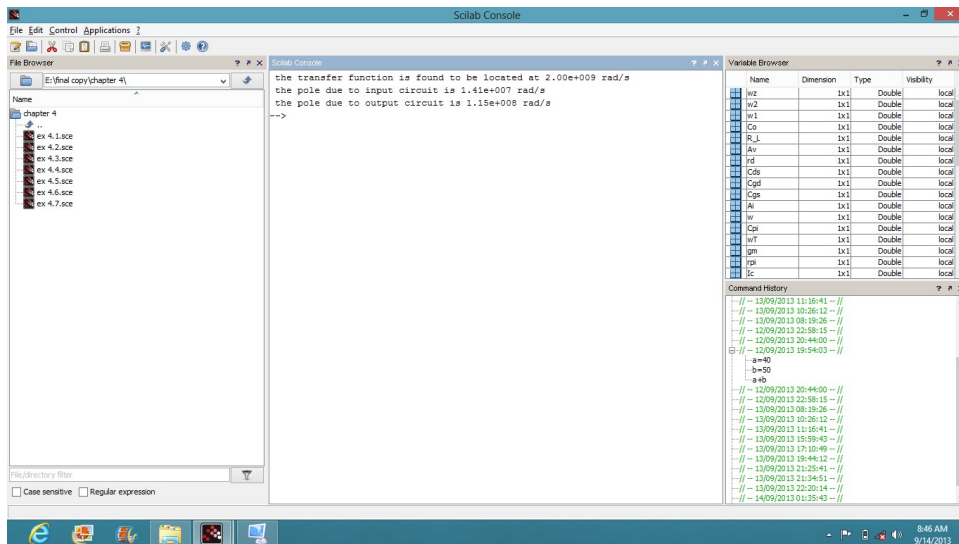 Scilab Console
File Edit Control Applications ?
File Browser
E:\final copy\chapter 4\
Name
chapter 4
..
ex 4.1.sce
ex 4.2.sce
ex 4.3.sce
ex 4.4.sce
ex 4.5.sce
ex 4.6.sce
ex 4.7.sce
File/directory filter
Case sensitive Regular expression
Scilab Console
the transfer function is found to be located at 2.00e+009 rad/s
the pole due to input circuit is 1.41e+007 rad/s
the pole due to output circuit is 1.15e+008 rad/s
-->
Variable Browser
Name Dimension Type Visibility
wz 1x1 Double local
w2 1x1 Double local
w1 1x1 Double local
Co 1x1 Double local
R_L 1x1 Double local
Av 1x1 Double local
rd 1x1 Double local
Cds 1x1 Double local
Cgd 1x1 Double local
Cgs 1x1 Double local
Ai 1x1 Double local
w 1x1 Double local
Cpi 1x1 Double local
wT 1x1 Double local
gm 1x1 Double local
rpi 1x1 Double local
Ic 1x1 Double local
Command History
// -- 13/09/2013 11:16:41 -- //
// -- 13/09/2013 10:26:12 -- //
// -- 13/09/2013 08:19:26 -- //
// -- 12/09/2013 22:58:15 -- //
// -- 12/09/2013 20:44:00 -- //
// -- 12/09/2013 19:54:03 -- //
a=40
b=50
a+b
// -- 12/09/2013 20:44:00 -- //
// -- 12/09/2013 22:58:15 -- //
// -- 13/09/2013 08:19:26 -- //
// -- 13/09/2013 10:26:12 -- //
// -- 13/09/2013 11:16:41 -- //
// -- 13/09/2013 15:59:43 -- //
// -- 13/09/2013 17:10:49 -- //
// -- 13/09/2013 19:44:12 -- //
// -- 13/09/2013 21:25:41 -- //
// -- 13/09/2013 21:34:51 -- //
// -- 13/09/2013 22:20:14 -- //
// -- 14/09/2013 01:35:43 -- //
8:46 AM
9/14/2013